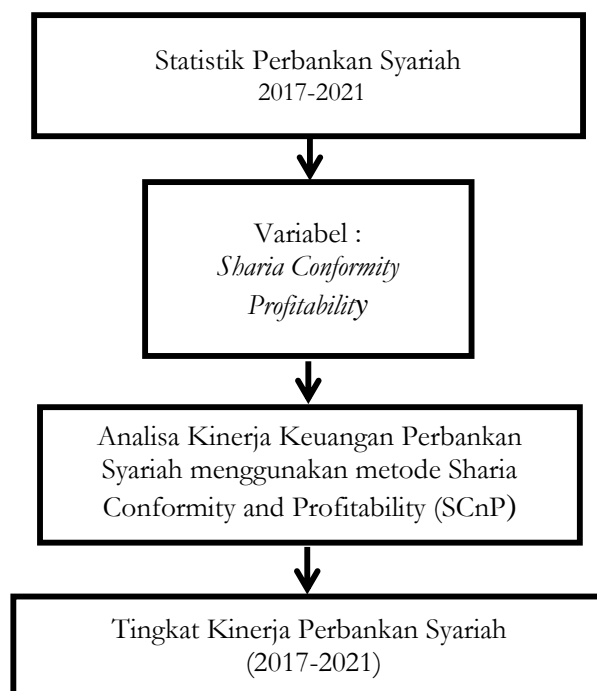 Statistik Perbankan Syariah
2017-2021
Variabel :
Sharia Conformity
Profitability
Analisa Kinerja Keuangan Perbankan
Syariah menggunakan metode Sharia
Conformity and Profitability (SCnP)
Tingkat Kinerja Perbankan Syariah
(2017-2021)